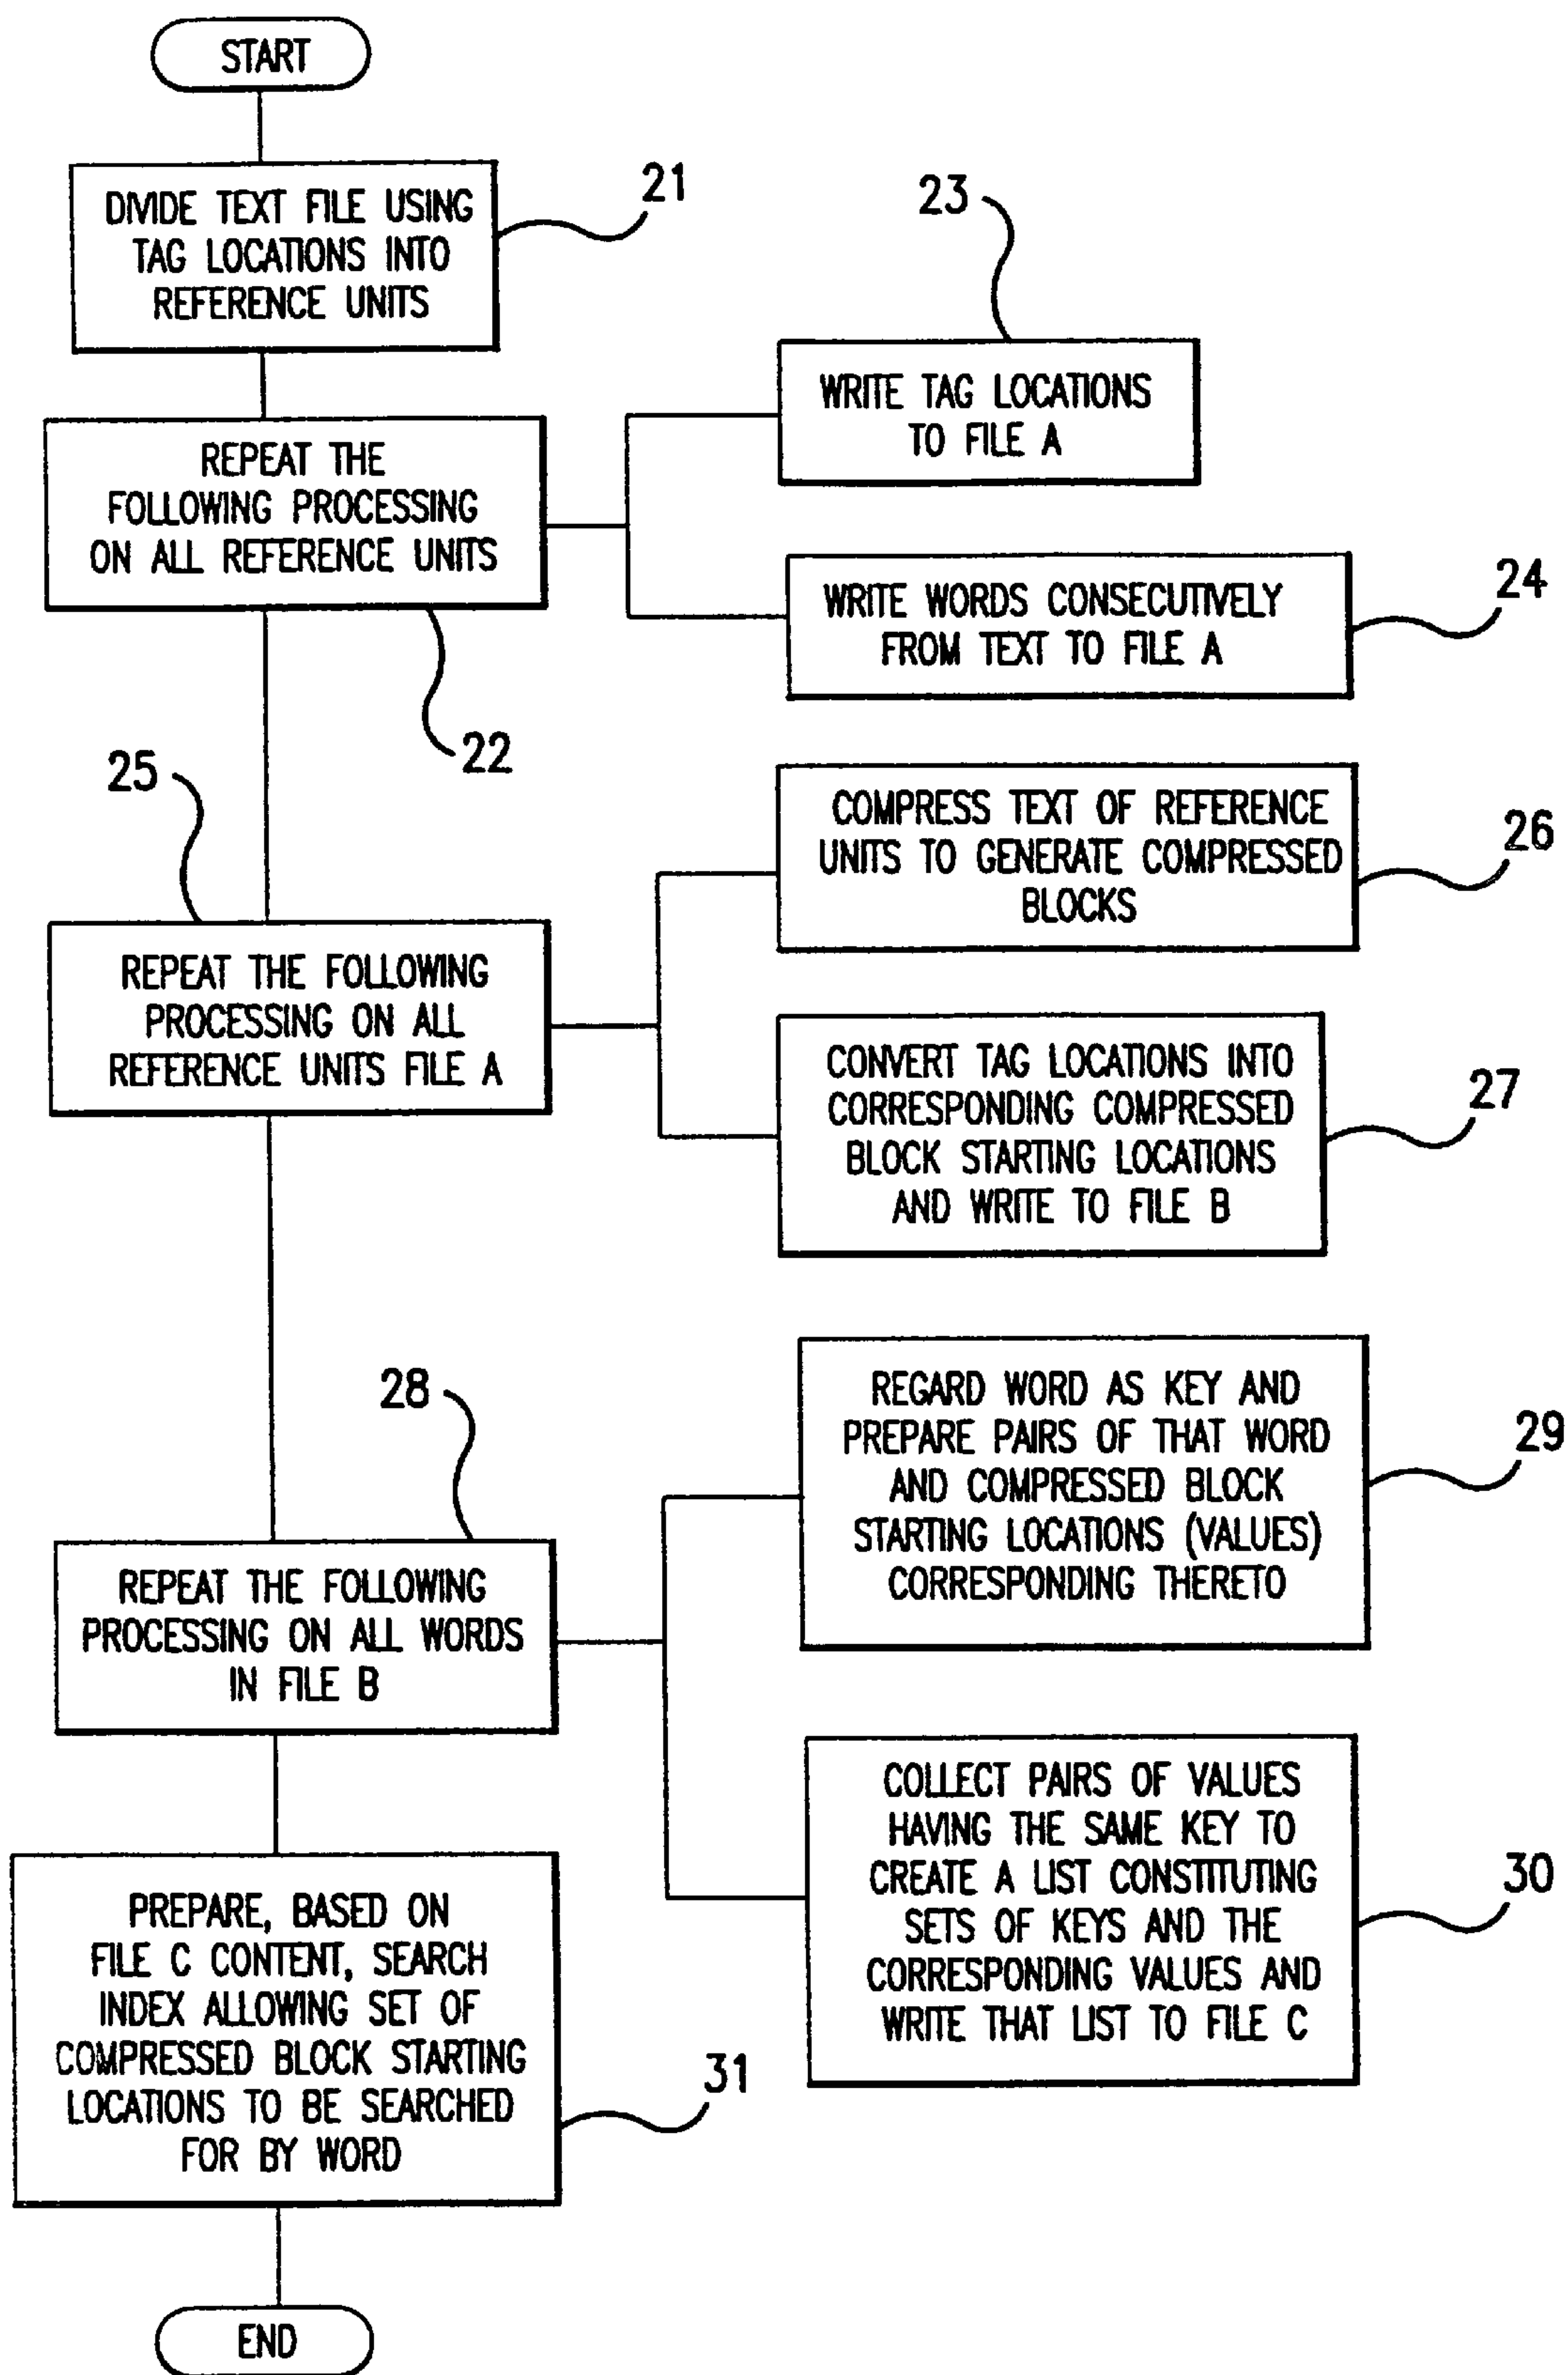 START
DIVIDE TEXT FILE USING
TAG LOCATIONS INTO
REFERENCE UNITS
21
REPEAT THE
FOLLOWING PROCESSING
ON ALL REFERENCE UNITS
22
23
WRITE TAG LOCATIONS
TO FILE A
WRITE WORDS CONSECUTIVELY
FROM TEXT TO FILE A
24
25
REPEAT THE FOLLOWING
PROCESSING ON ALL
REFERENCE UNITS FILE A
COMPRESS TEXT OF REFERENCE
UNITS TO GENERATE COMPRESSED
BLOCKS
26
CONVERT TAG LOCATIONS INTO
CORRESPONDING COMPRESSED
BLOCK STARTING LOCATIONS
AND WRITE TO FILE B
27
28
REPEAT THE FOLLOWING
PROCESSING ON ALL WORDS
IN FILE B
REGARD WORD AS KEY AND
PREPARE PAIRS OF THAT WORD
AND COMPRESSED BLOCK
STARTING LOCATIONS (VALUES)
CORRESPONDING THERETO
29
COLLECT PAIRS OF VALUES
HAVING THE SAME KEY TO
CREATE A LIST CONSTITUTING
SETS OF KEYS AND THE
CORRESPONDING VALUES AND
WRITE THAT LIST TO FILE C
30
PREPARE, BASED ON
FILE C CONTENT, SEARCH
INDEX ALLOWING SET OF
COMPRESSED BLOCK STARTING
LOCATIONS TO BE SEARCHED
FOR BY WORD
31
END